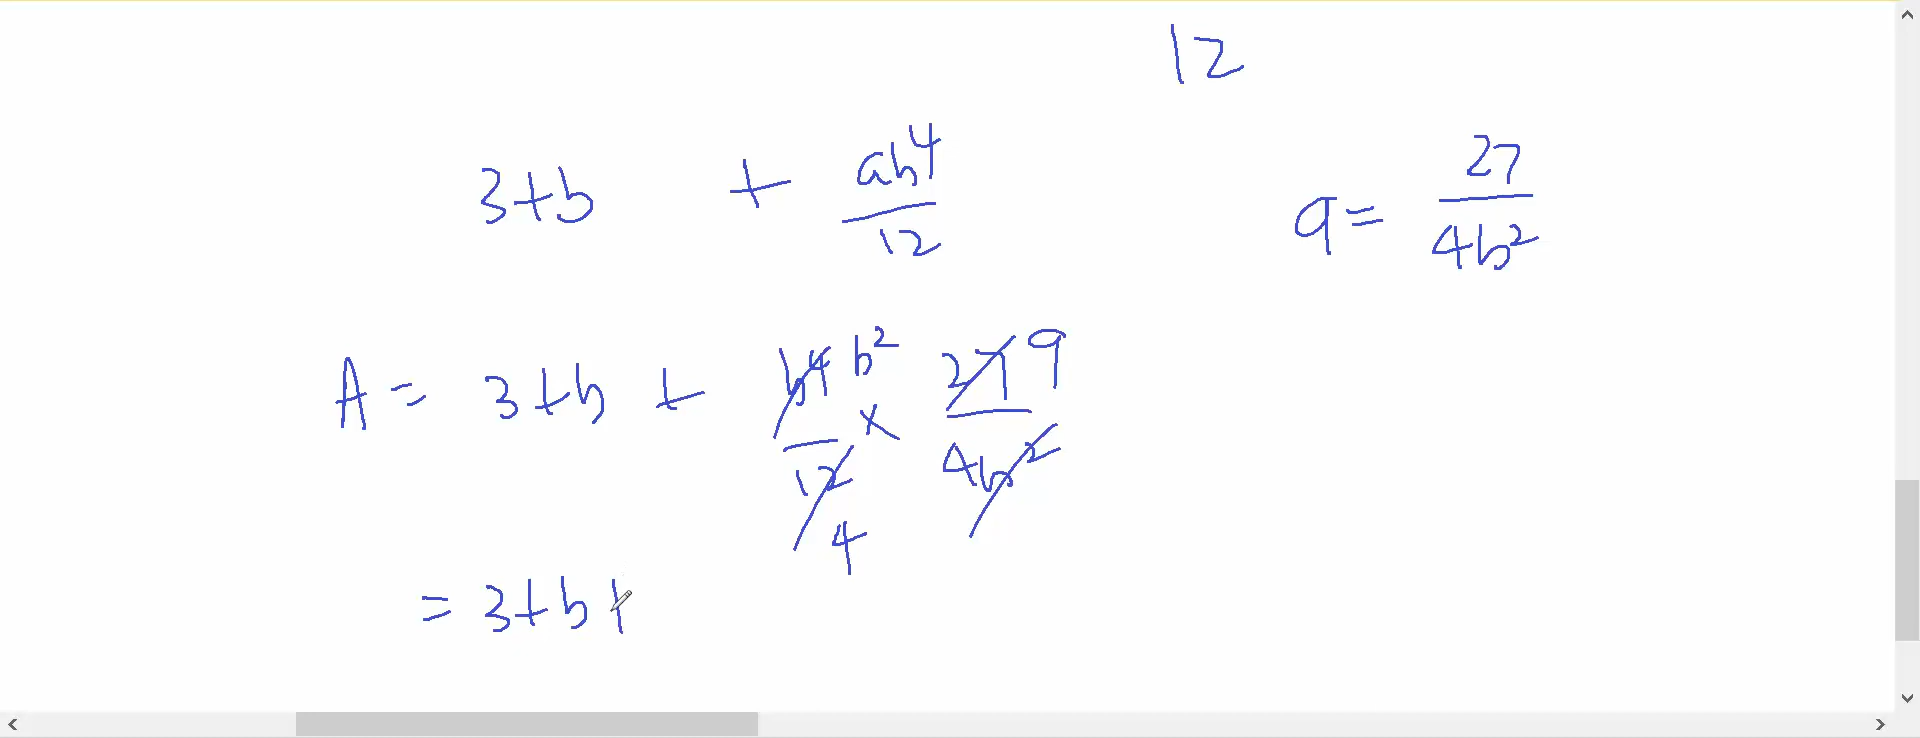 12
3+b + ab⁴/12
a= 27/4b²
A= 3+b + b⁴/12 b² 4 × 27/4b² 9
= 3+b+